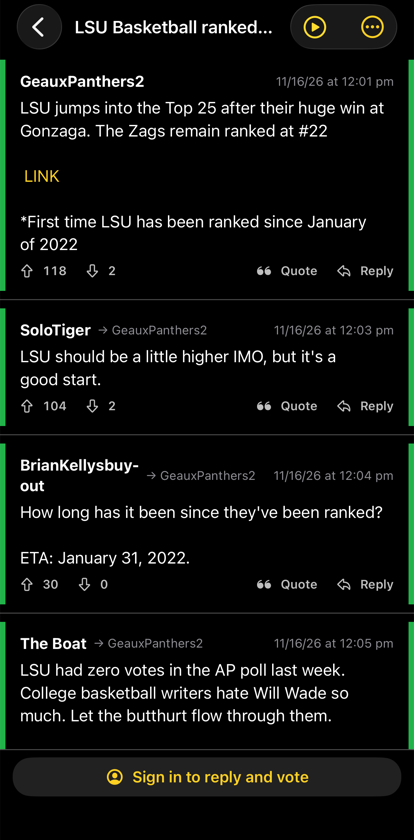 LSU Basketball ranked...
GeauxPanthers2 11/16/26 at 12:01 pm
LSU jumps into the Top 25 after their huge win at
Gonzaga. The Zags remain ranked at #22
LINK
*First time LSU has been ranked since January
of 2022
118 2 Quote Reply
SoloTiger → GeauxPanthers2 11/16/26 at 12:03 pm
LSU should be a little higher IMO, but it's a
good start.
104 2 Quote Reply
BrianKellysbuy-
out → GeauxPanthers2 11/16/26 at 12:04 pm
How long has it been since they've been ranked?
ETA: January 31, 2022.
30 0 Quote Reply
The Boat → GeauxPanthers2 11/16/26 at 12:05 pm
LSU had zero votes in the AP poll last week.
College basketball writers hate Will Wade so
much. Let the butthurt flow through them.
Sign in to reply and vote